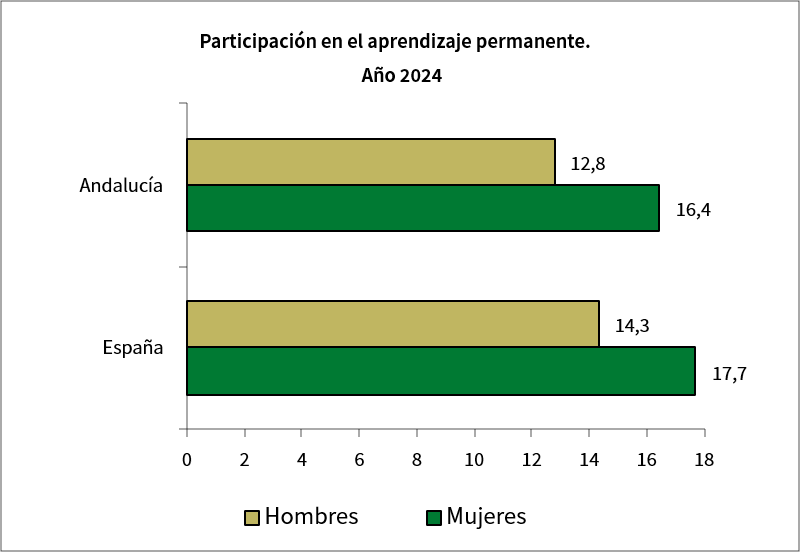 Participación en el aprendizaje permanente.
Año 2024
Andalucía
12,8
16,4
España
14,3
17,7
0 2 4 6 8 10 12 14 16 18
Hombres Mujeres